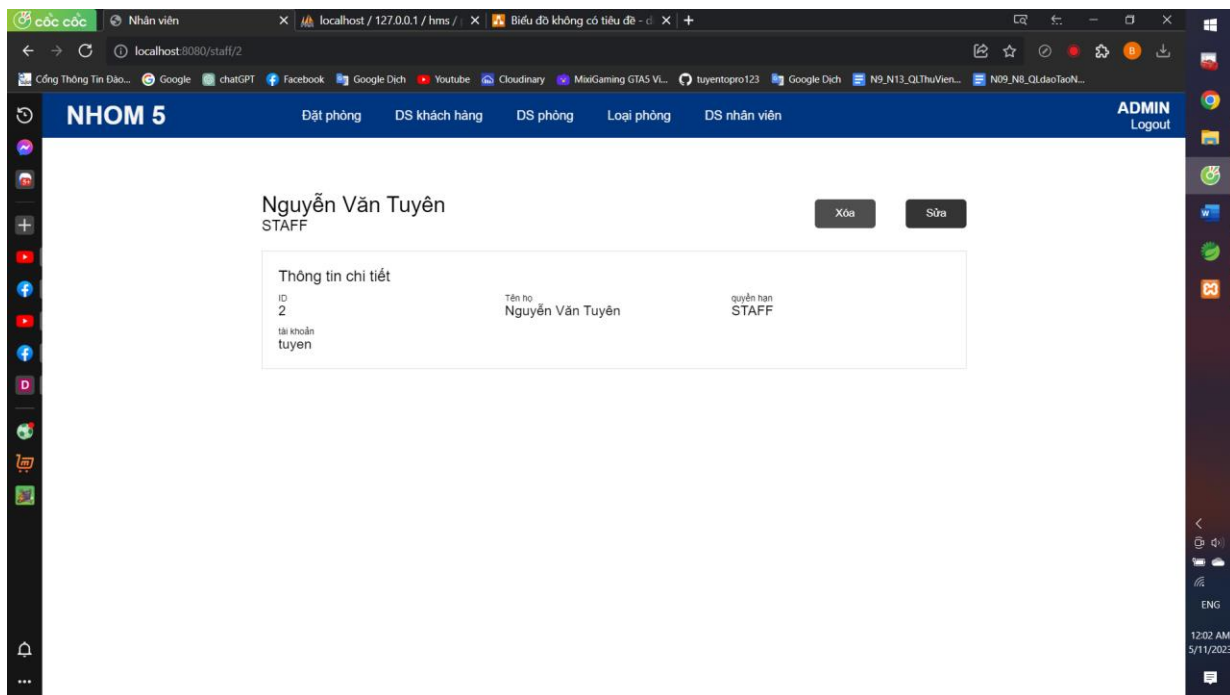 cốc cốc Nhân viên localhost / 127.0.0.1 / hms / Biểu đồ không có tiêu đề - d
localhost:8080/staff/2
Cổng Thông Tin Đào... Google chatGPT Facebook Google Dịch Youtube Cloudinary MixiGaming GTA5 Vi... tuyentopro123 Google Dịch N9_N13_QLThuVien... N09_N8_QLdaoTaoN...
NHOM 5 Đặt phòng DS khách hàng DS phòng Loại phòng DS nhân viên ADMIN
Logout
Nguyễn Văn Tuyên
STAFF
Xóa Sửa
Thông tin chi tiết
ID Tên họ quyền hạn
2 Nguyễn Văn Tuyên STAFF
tài khoản
tuyen
ENG
12:02 AM
5/11/2023